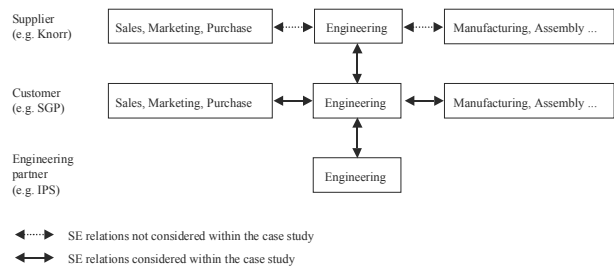 Supplier
(e.g. Knorr)
Sales, Marketing, Purchase
Engineering
Manufacturing, Assembly ...
Customer
(e.g. SGP)
Sales, Marketing, Purchase
Engineering
Manufacturing, Assembly ...
Engineering
partner
(e.g. IPS)
Engineering
SE relations not considered within the case study
SE relations considered within the case study